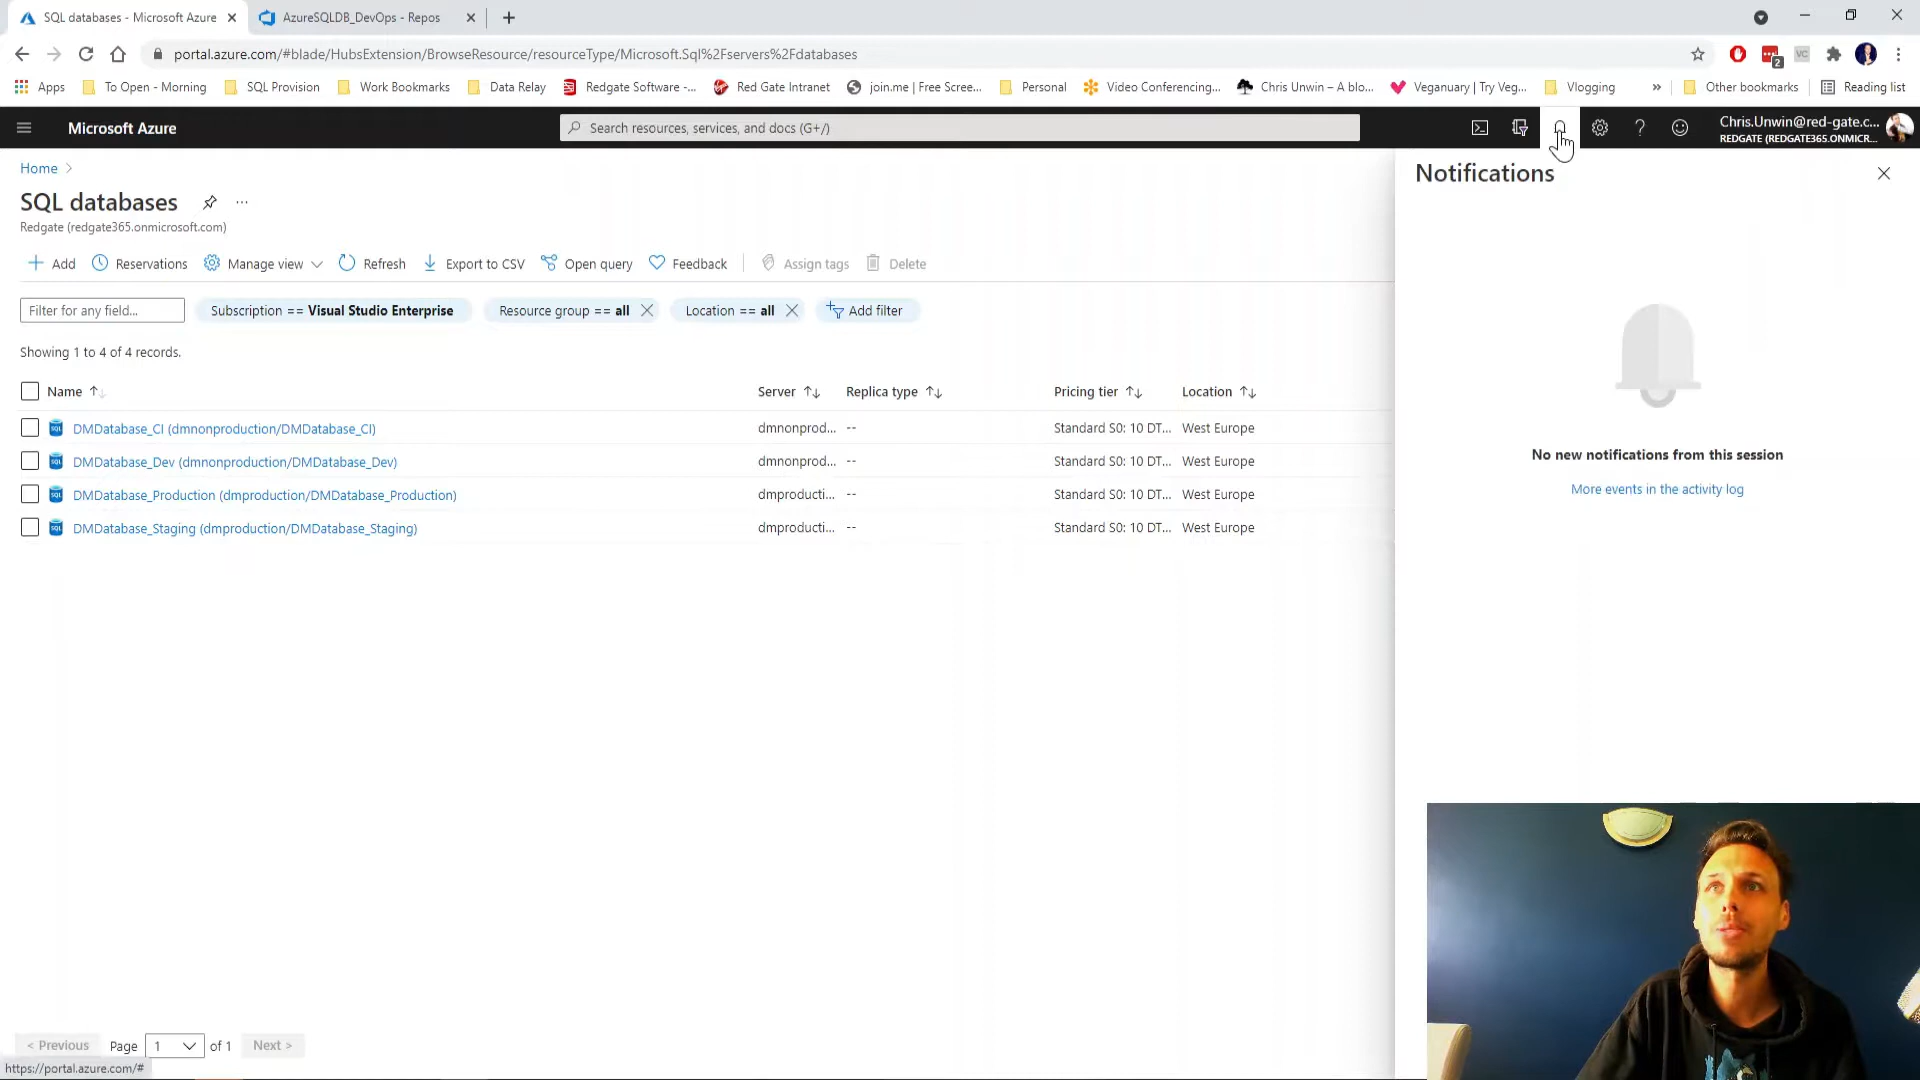 SQL databases - Microsoft Azure
AzureSQLDB_DevOps - Repos
portal.azure.com/#blade/HubsExtension/BrowseResource/resourceType/Microsoft.Sql%2Fservers%2Fdatabases
2
VC
Apps
To Open - Morning
SQL Provision
Work Bookmarks
Data Relay
Redgate Software -...
Red Gate Intranet
join.me | Free Scree...
Personal
Video Conferencing...
Chris Unwin – A blo...
Veganuary | Try Veg...
Vlogging
»
Other bookmarks
Reading list
Microsoft Azure
Search resources, services, and docs (G+/)
Chris.Unwin@red-gate.c...
REDGATE (REDGATE365.ONMICR...
Home >
SQL databases
...
Redgate (redgate365.onmicrosoft.com)
Add
Reservations
Manage view
Refresh
Export to CSV
Open query
Feedback
Assign tags
Delete
Filter for any field...
Subscription == Visual Studio Enterprise
Resource group == all
Location == all
Add filter
Showing 1 to 4 of 4 records.
Name
Server
Replica type
Pricing tier
Location
DMDatabase_CI (dmnonproduction/DMDatabase_CI)
dmnonprod...
--
Standard S0: 10 DT...
West Europe
DMDatabase_Dev (dmnonproduction/DMDatabase_Dev)
dmnonprod...
--
Standard S0: 10 DT...
West Europe
DMDatabase_Production (dmproduction/DMDatabase_Production)
dmproducti...
--
Standard S0: 10 DT...
West Europe
DMDatabase_Staging (dmproduction/DMDatabase_Staging)
dmproducti...
--
Standard S0: 10 DT...
West Europe
Notifications
No new notifications from this session
More events in the activity log
< Previous
Page
1
of 1
Next >
https://portal.azure.com/#